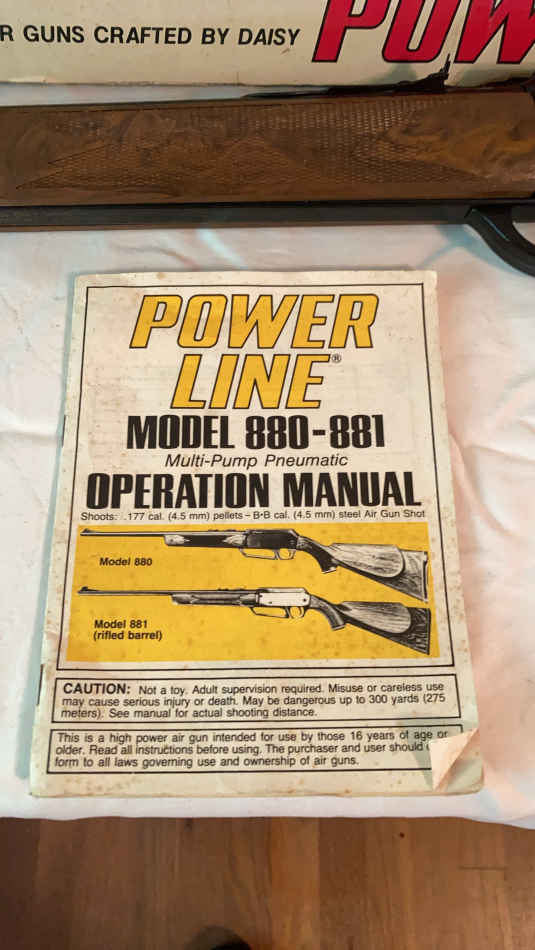 R GUNS CRAFTED BY DAISY
POW
POWER
LINE®
MODEL 880-881
Multi-Pump Pneumatic
OPERATION MANUAL
Shoots: .177 cal. (4.5 mm) pellets - B•B cal. (4.5 mm) steel Air Gun Shot
Model 880
Model 881
(rifled barrel)
CAUTION: Not a toy. Adult supervision required. Misuse or careless use
may cause serious injury or death. May be dangerous up to 300 yards (275
meters). See manual for actual shooting distance.
This is a high power air gun intended for use by those 16 years of age or
older. Read all instructions before using. The purchaser and user should
form to all laws governing use and ownership of air guns.